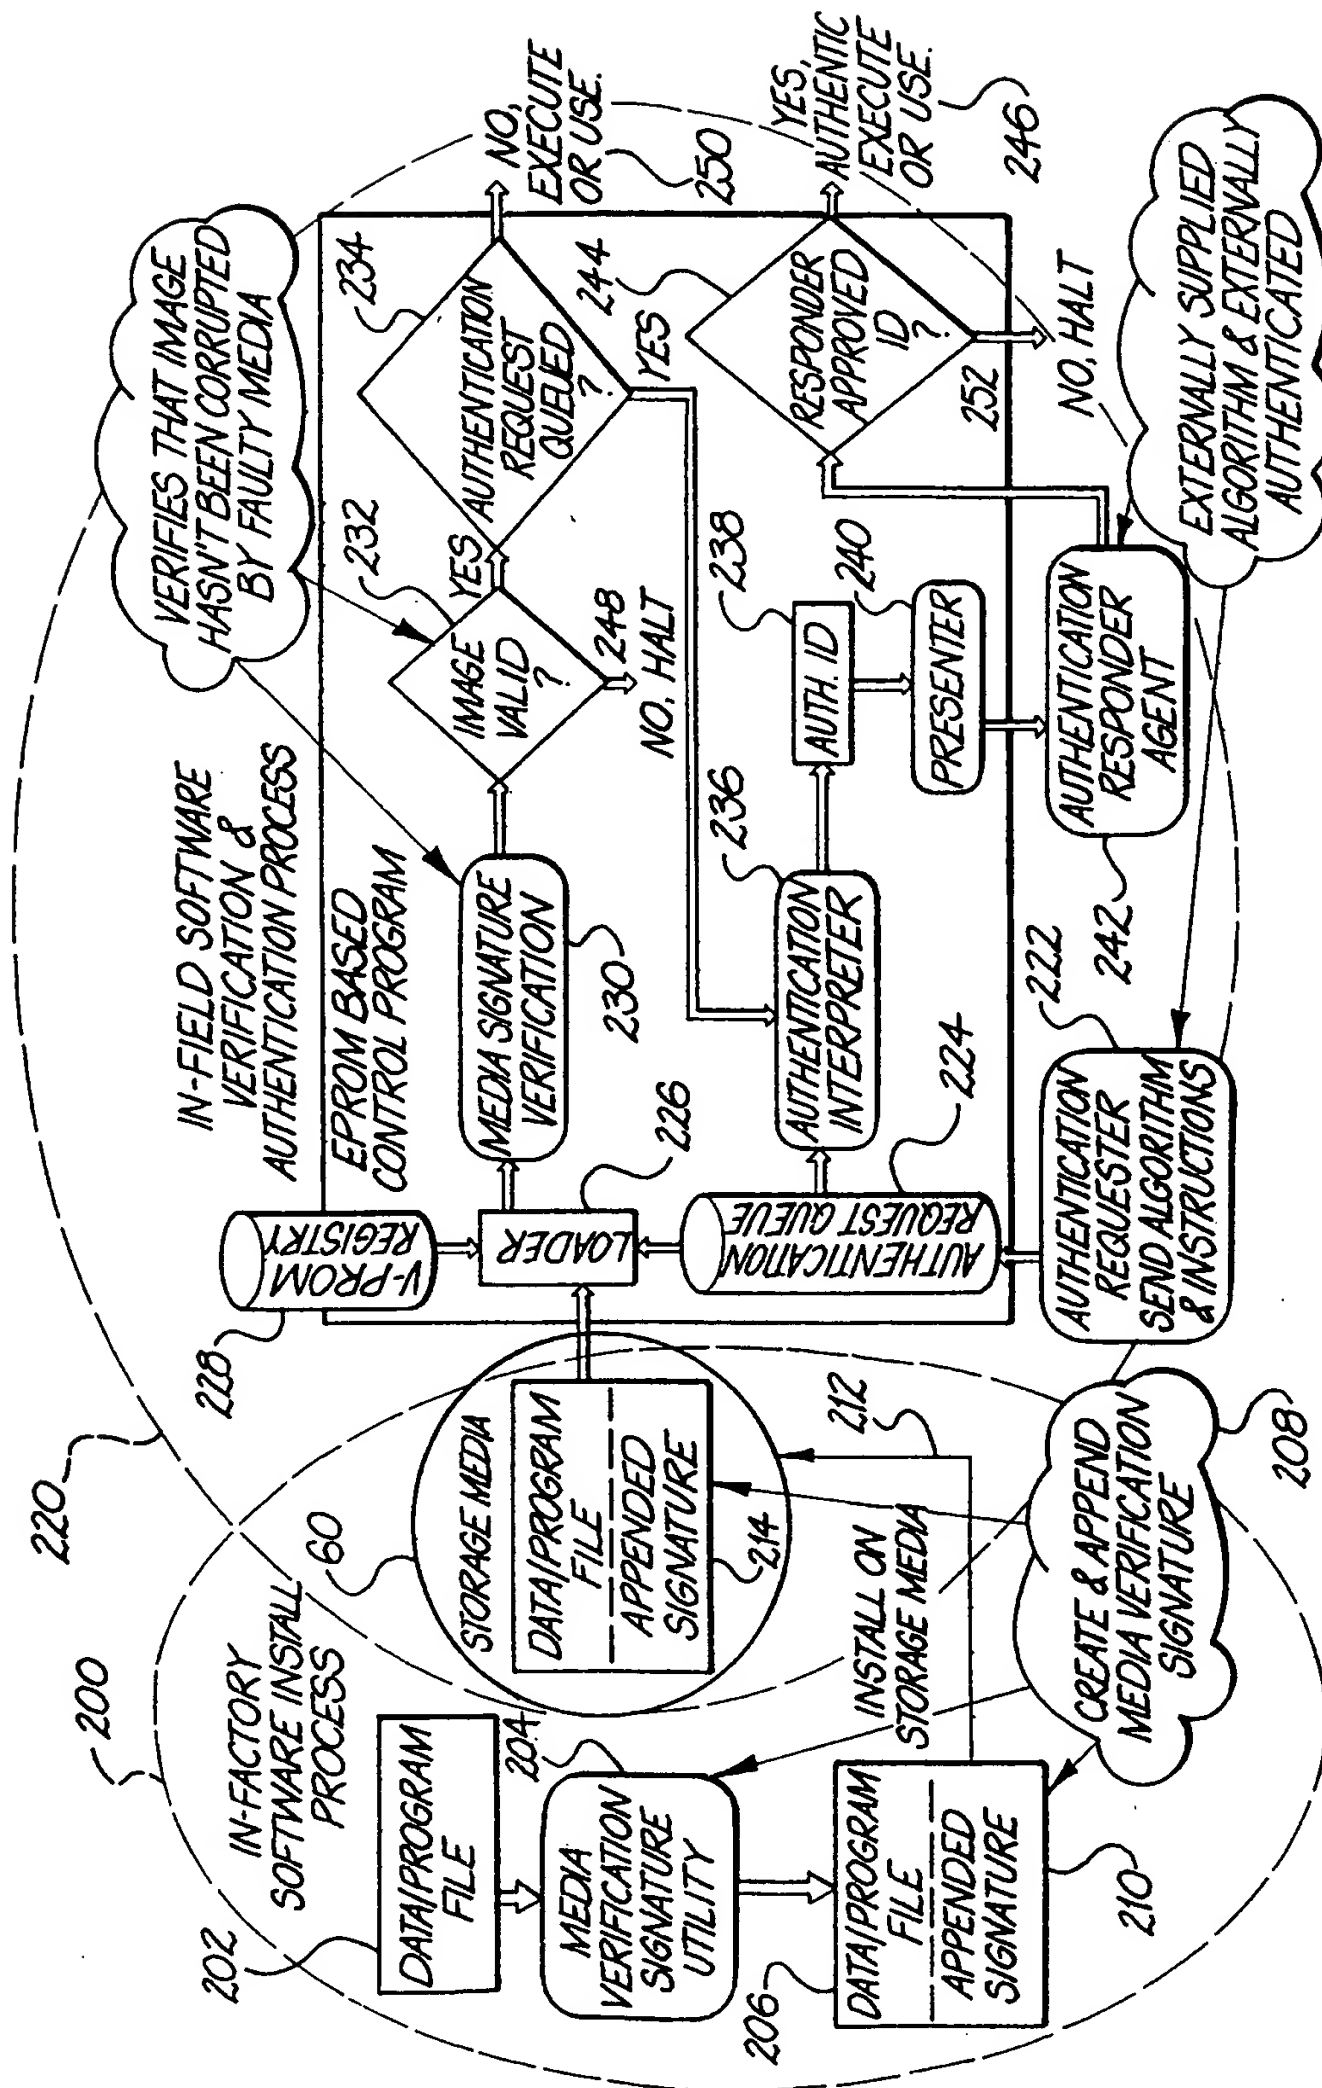 200
IN-FACTORY
SOFTWARE INSTALL
PROCESS
202
DATA/PROGRAM
FILE
204
MEDIA
VERIFICATION
SIGNATURE
UTILITY
206
DATA/PROGRAM
FILE
APPENDED
SIGNATURE
210
INSTALL ON
STORAGE MEDIA
212
CREATE & APPEND
MEDIA VERIFICATION
SIGNATURE
208
60
STORAGE MEDIA
DATA/PROGRAM
FILE
APPENDED
SIGNATURE
214
220
IN-FIELD SOFTWARE
VERIFICATION &
AUTHENTICATION PROCESS
228
V-PROM
REGISTRY
EPROM BASED
CONTROL PROGRAM
LOADER
226
AUTHENTICATION
REQUEST QUEUE
224
AUTHENTICATION
REQUESTER
SEND ALGORITHM
& INSTRUCTIONS
222
MEDIA SIGNATURE
VERIFICATION
230
VERIFIES THAT IMAGE
HASN'T BEEN CORRUPTED
BY FAULTY MEDIA
232
IMAGE
VALID
?
YES
248
NO, HALT
234
AUTHENTICATION
REQUEST
QUEUED
?
NO,
EXECUTE
OR USE.
250
YES
236
AUTHENTICATION
INTERPRETER
238
AUTH. ID
240
PRESENTER
242
AUTHENTICATION
RESPONDER
AGENT
244
RESPONDER
APPROVED
ID
?
YES,
AUTHENTIC
EXECUTE
OR USE.
246
252
NO, HALT
EXTERNALLY SUPPLIED
ALGORITHM & EXTERNALLY
AUTHENTICATED